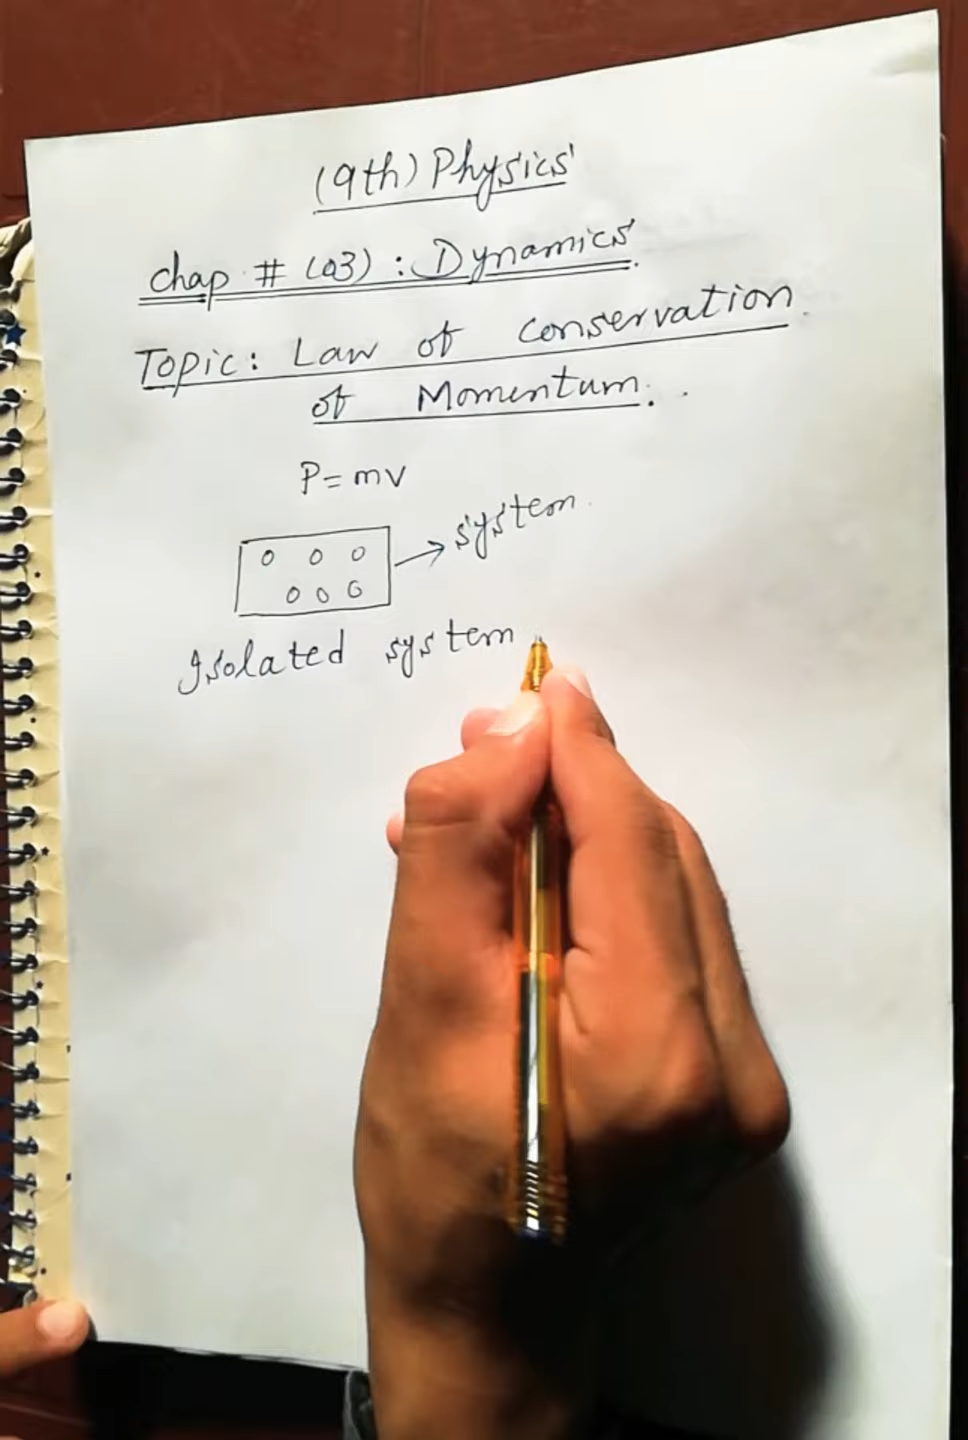 (9th) Physics
chap # (03) : Dynamics.
Topic: Law of conservation.
of Momentum.
P = mv
→ system.
Isolated system